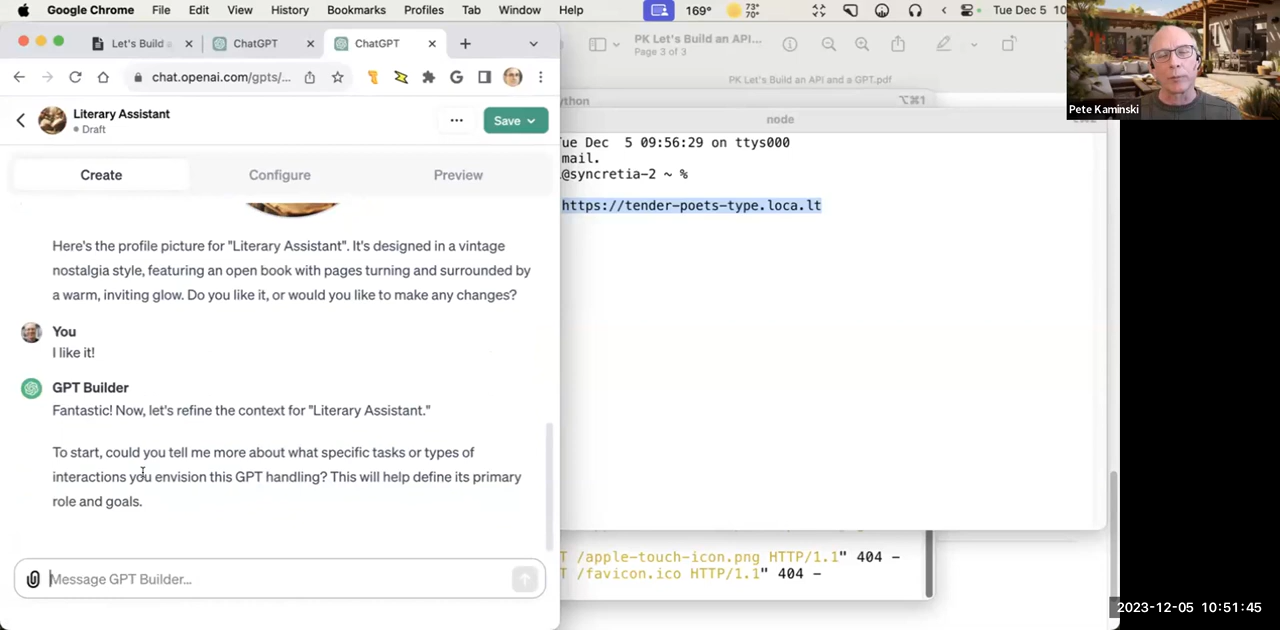 Google Chrome File Edit View History Bookmarks Profiles Tab Window Help 169° 73° 70° Tue Dec 5 10
Let's Build a ChatGPT ChatGPT
chat.openai.com/gpts/...
PK Let's Build an API...
Page 3 of 3
PK Let's Build an API and a GPT.pdf
ython ⌥⌘1
node
Pete Kaminski
Literary Assistant
Draft
Save
Create Configure Preview
Tue Dec 5 09:56:29 on ttys000
mail.
@syncretia-2 ~ %
https://tender-poets-type.loca.lt
Here's the profile picture for "Literary Assistant". It's designed in a vintage
nostalgia style, featuring an open book with pages turning and surrounded by
a warm, inviting glow. Do you like it, or would you like to make any changes?
You
I like it!
GPT Builder
Fantastic! Now, let's refine the context for "Literary Assistant."
To start, could you tell me more about what specific tasks or types of
interactions you envision this GPT handling? This will help define its primary
role and goals.
Message GPT Builder...
T /apple-touch-icon.png HTTP/1.1" 404 -
T /favicon.ico HTTP/1.1" 404 -
2023-12-05 10:51:45